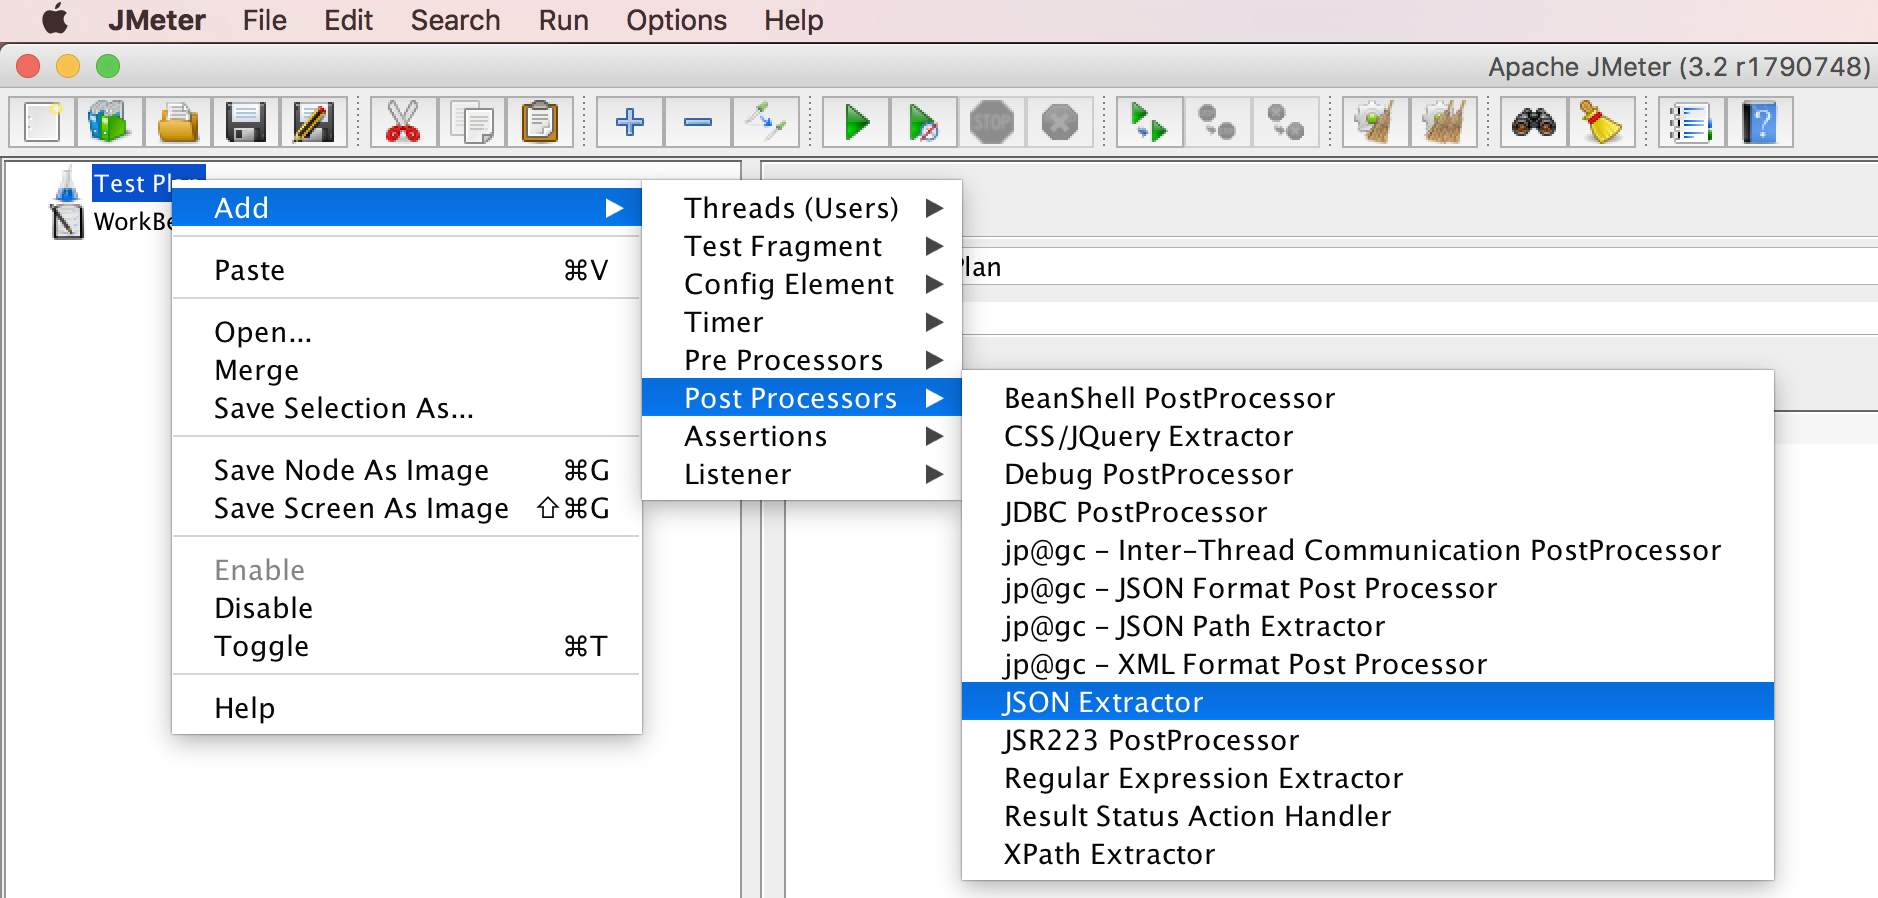 JMeter File Edit Search Run Options Help
Apache JMeter (3.2 r1790748)
STOP
?
Test Plan
WorkBe
Plan
Add
Paste ⌘V
Open...
Merge
Save Selection As...
Save Node As Image ⌘G
Save Screen As Image ⇧⌘G
Enable
Disable
Toggle ⌘T
Help
Threads (Users)
Test Fragment
Config Element
Timer
Pre Processors
Post Processors
Assertions
Listener
BeanShell PostProcessor
CSS/JQuery Extractor
Debug PostProcessor
JDBC PostProcessor
jp@gc - Inter-Thread Communication PostProcessor
jp@gc - JSON Format Post Processor
jp@gc - JSON Path Extractor
jp@gc - XML Format Post Processor
JSON Extractor
JSR223 PostProcessor
Regular Expression Extractor
Result Status Action Handler
XPath Extractor